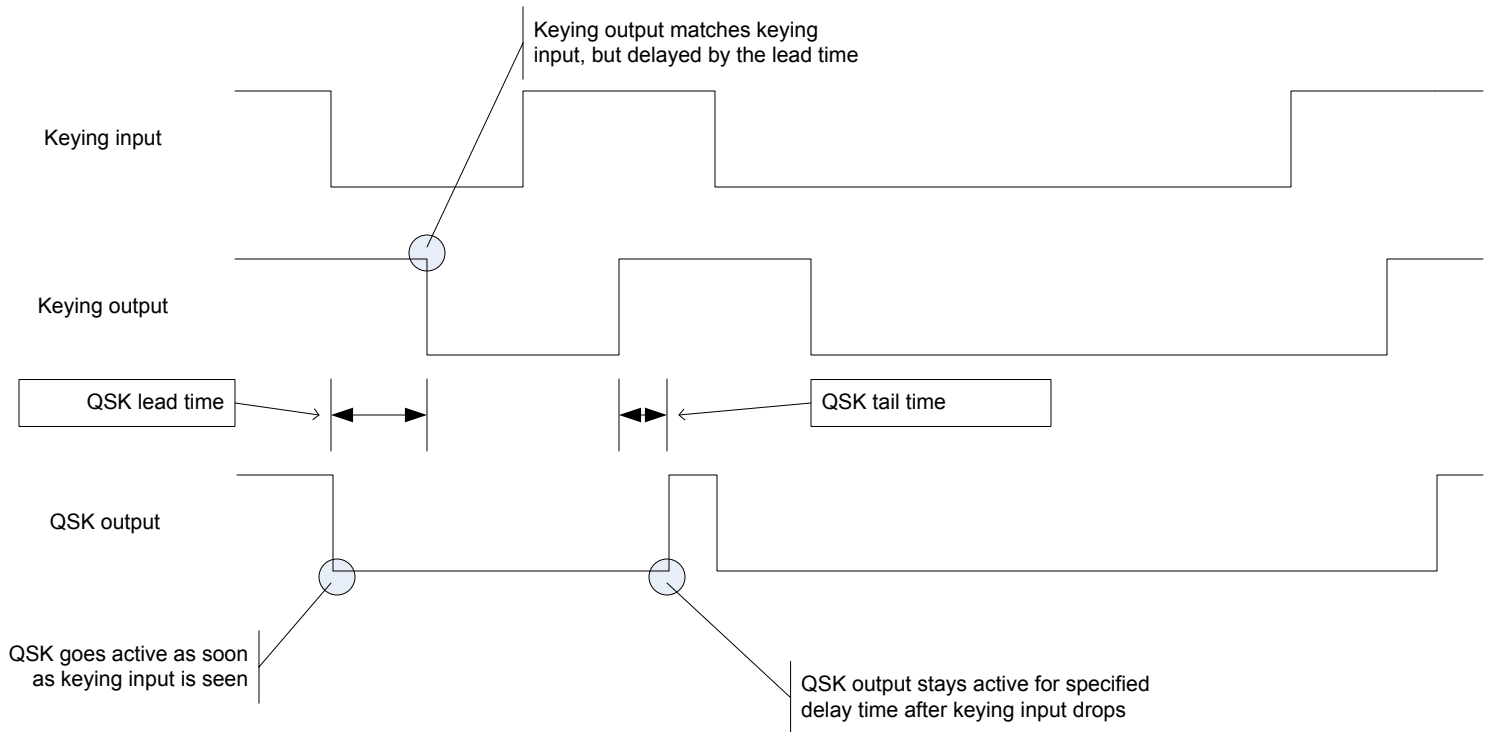 Keying output matches keying
input, but delayed by the lead time
Keying input
Keying output
QSK lead time
QSK tail time
QSK output
QSK goes active as soon
as keying input is seen
QSK output stays active for specified
delay time after keying input drops